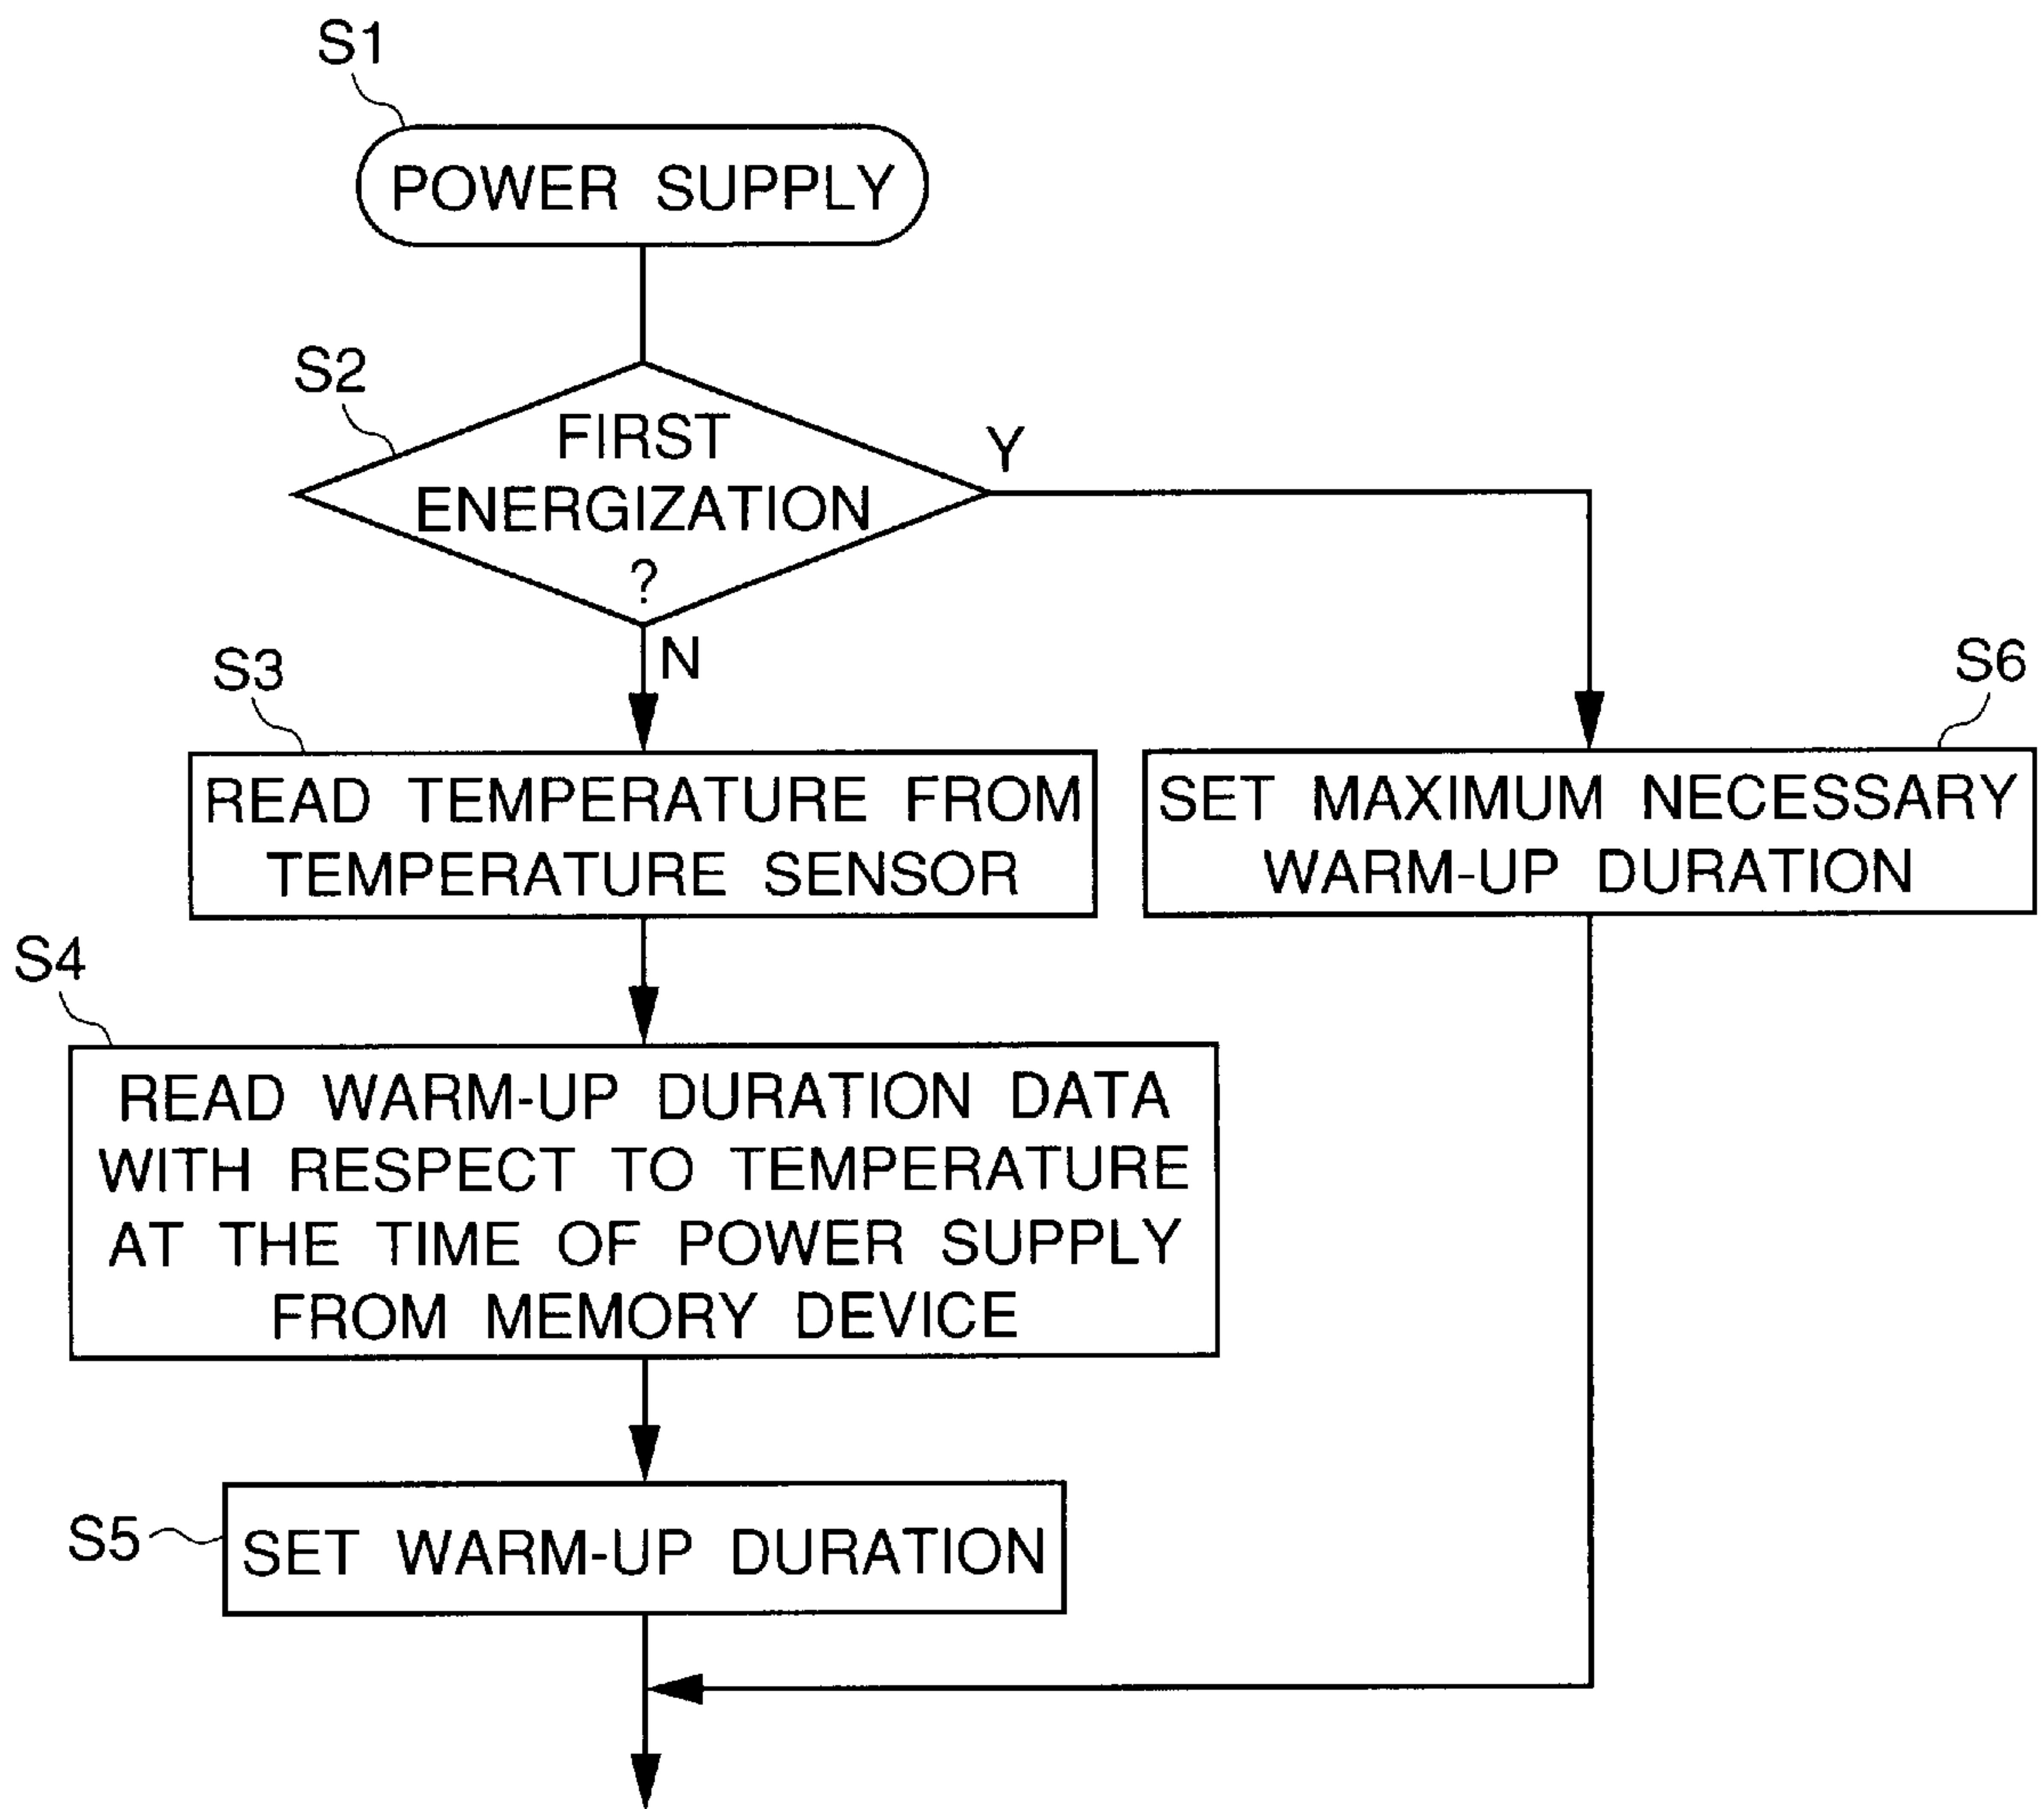 S1
POWER SUPPLY
S2
FIRST
ENERGIZATION
?
Y
N
S3
READ TEMPERATURE FROM
TEMPERATURE SENSOR
S6
SET MAXIMUM NECESSARY
WARM-UP DURATION
S4
READ WARM-UP DURATION DATA
WITH RESPECT TO TEMPERATURE
AT THE TIME OF POWER SUPPLY
FROM MEMORY DEVICE
S5
SET WARM-UP DURATION